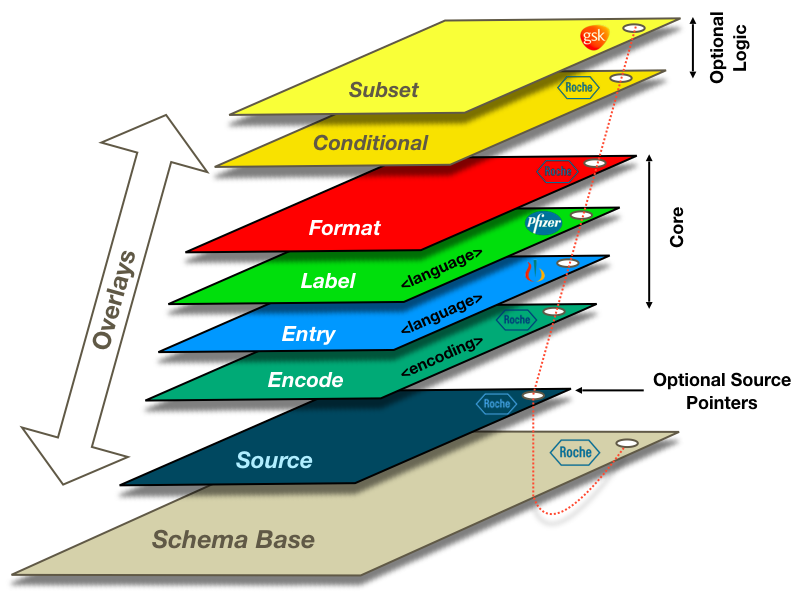 gsk
Optional
Logic
Subset
Roche
Conditional
Roche
Format
Pfizer
Core
Label
<language>
Entry
<language>
Roche
Encode
<encoding>
Optional Source
Pointers
Roche
Source
Roche
Schema Base
Overlays